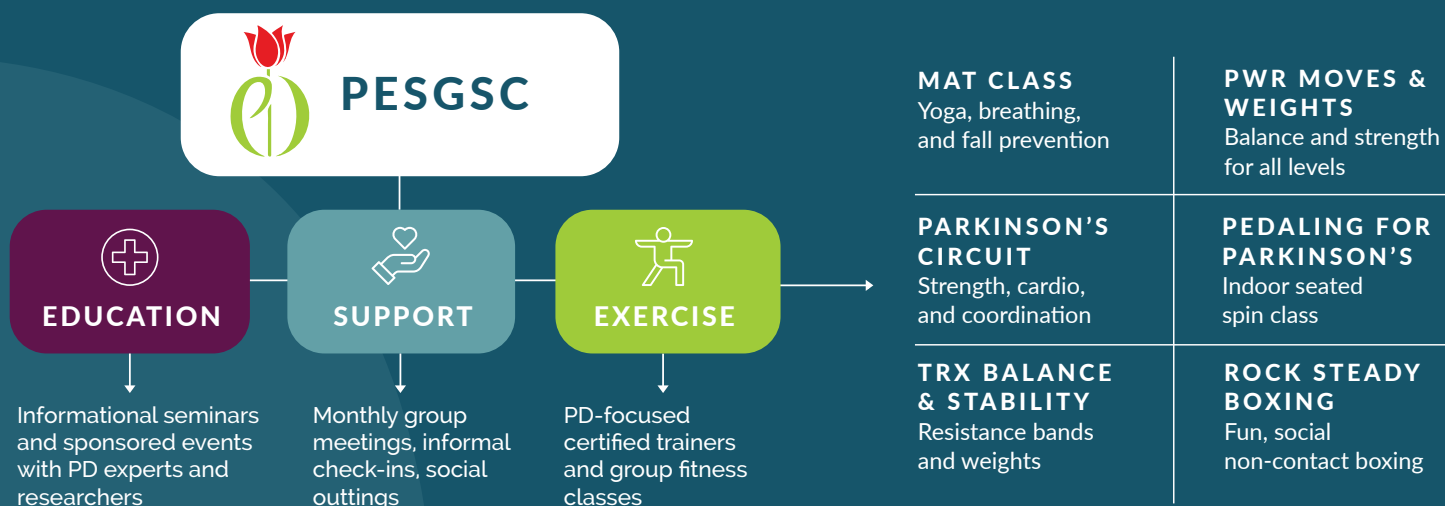 PESGSC
EDUCATION
Informational seminars
and sponsored events
with PD experts and
researchers
SUPPORT
Monthly group
meetings, informal
check-ins, social
outtings
EXERCISE
PD-focused
certified trainers
and group fitness
classes
MAT CLASS
Yoga, breathing,
and fall prevention
PWR MOVES &
WEIGHTS
Balance and strength
for all levels
PARKINSON’S
CIRCUIT
Strength, cardio,
and coordination
PEDALING FOR
PARKINSON’S
Indoor seated
spin class
TRX BALANCE
& STABILITY
Resistance bands
and weights
ROCK STEADY
BOXING
Fun, social
non-contact boxing